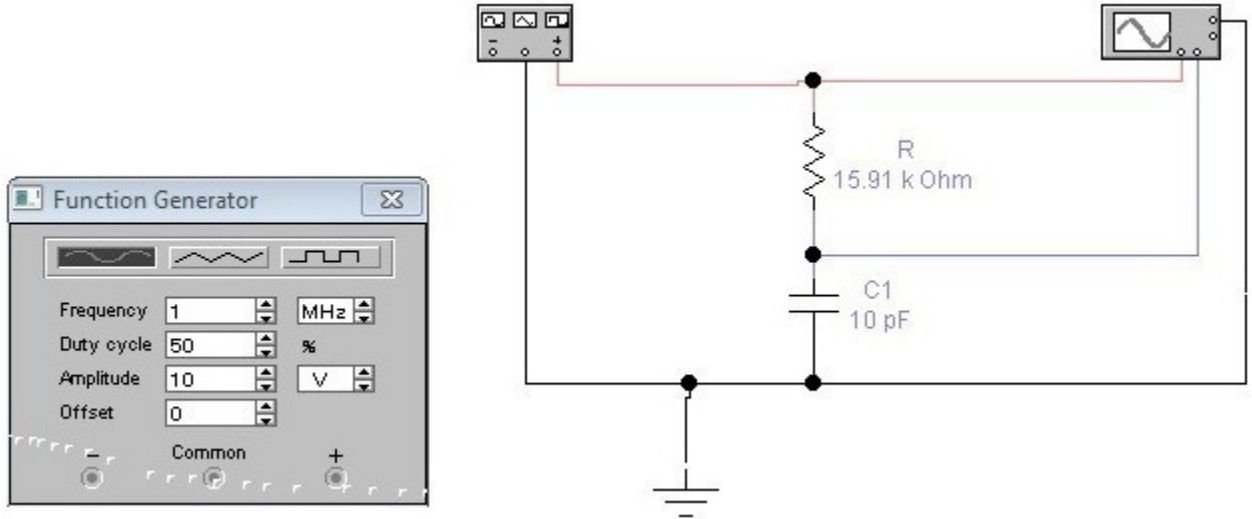 - +
R
15.91 k Ohm
Function Generator
Frequency 1 MHz
Duty cycle 50 %
Amplitude 10 V
Offset 0
C1
10 pF
- Common +